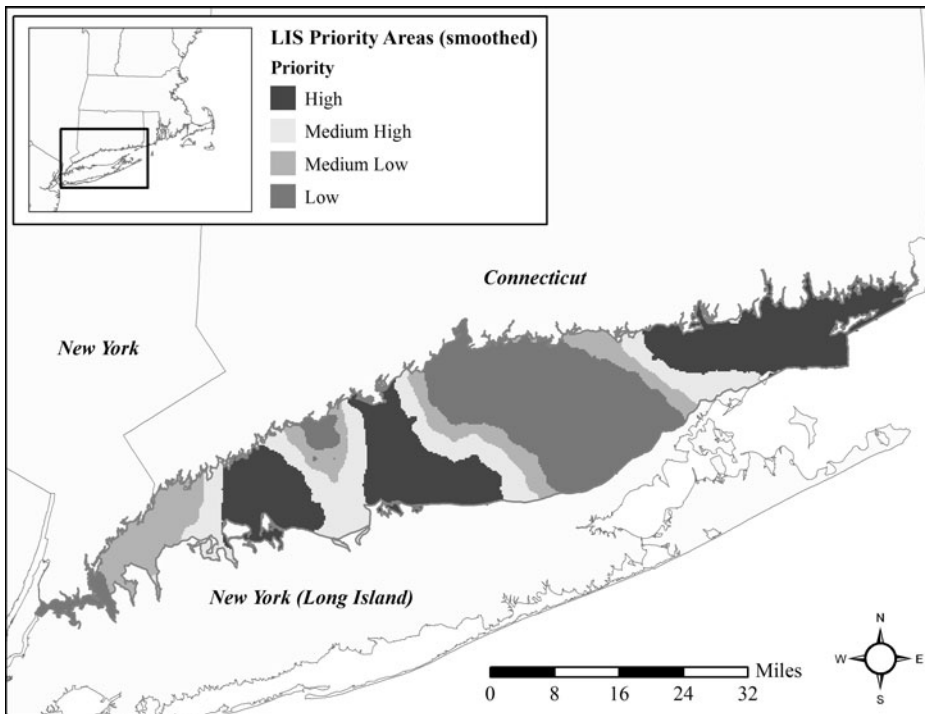 LIS Priority Areas (smoothed)
Priority
High
Medium High
Medium Low
Low
Connecticut
New York
New York (Long Island)
N
W E
S
Miles
0 8 16 24 32